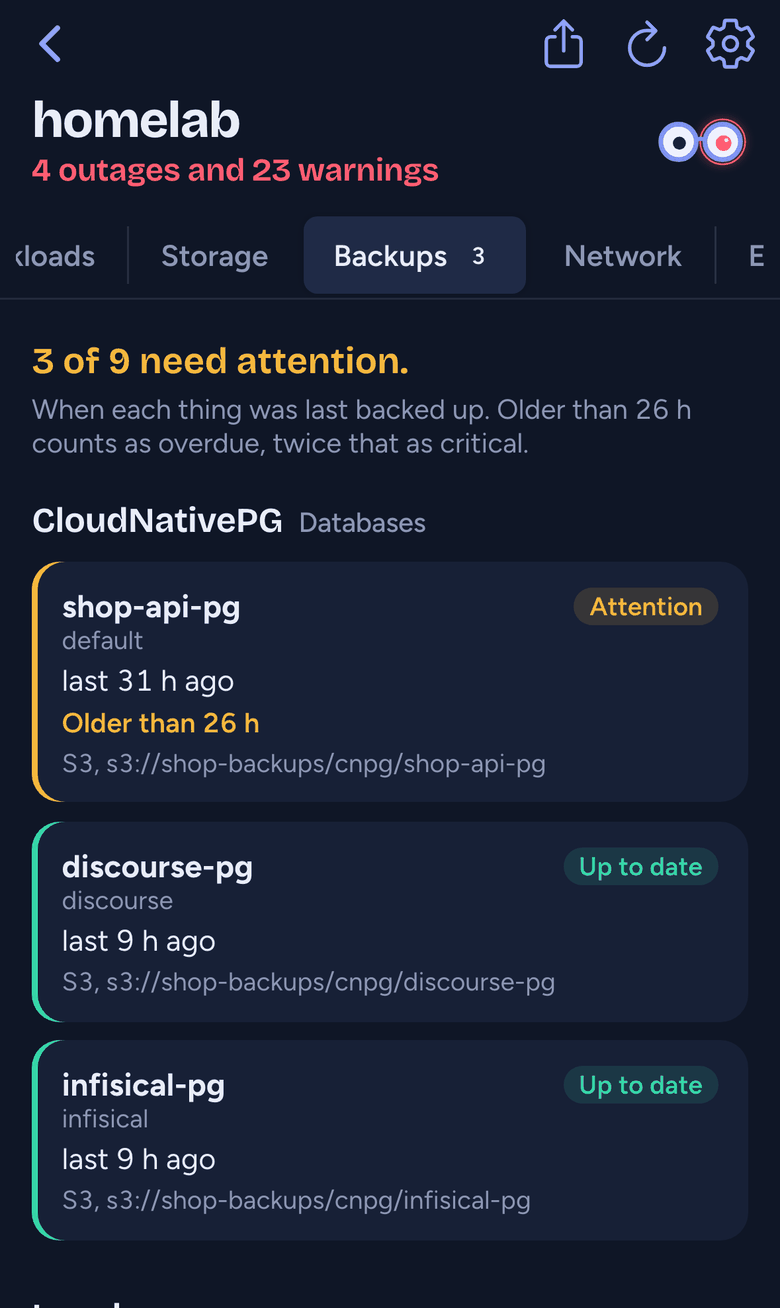 homelab
4 outages and 23 warnings
kloads
Storage
Backups 3
Network
E
3 of 9 need attention.
When each thing was last backed up. Older than 26 h
counts as overdue, twice that as critical.
CloudNativePG Databases
shop-api-pg
Attention
default
last 31 h ago
Older than 26 h
S3, s3://shop-backups/cnpg/shop-api-pg
discourse-pg
Up to date
discourse
last 9 h ago
S3, s3://shop-backups/cnpg/discourse-pg
infisical-pg
Up to date
infisical
last 9 h ago
S3, s3://shop-backups/cnpg/infisical-pg